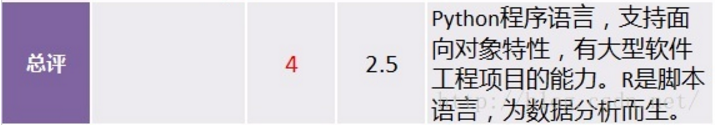 总评
4
2.5
Python程序语言，支持面
向对象特性，有大型软件
工程项目的能力。R是脚本
语言，为数据分析而生。